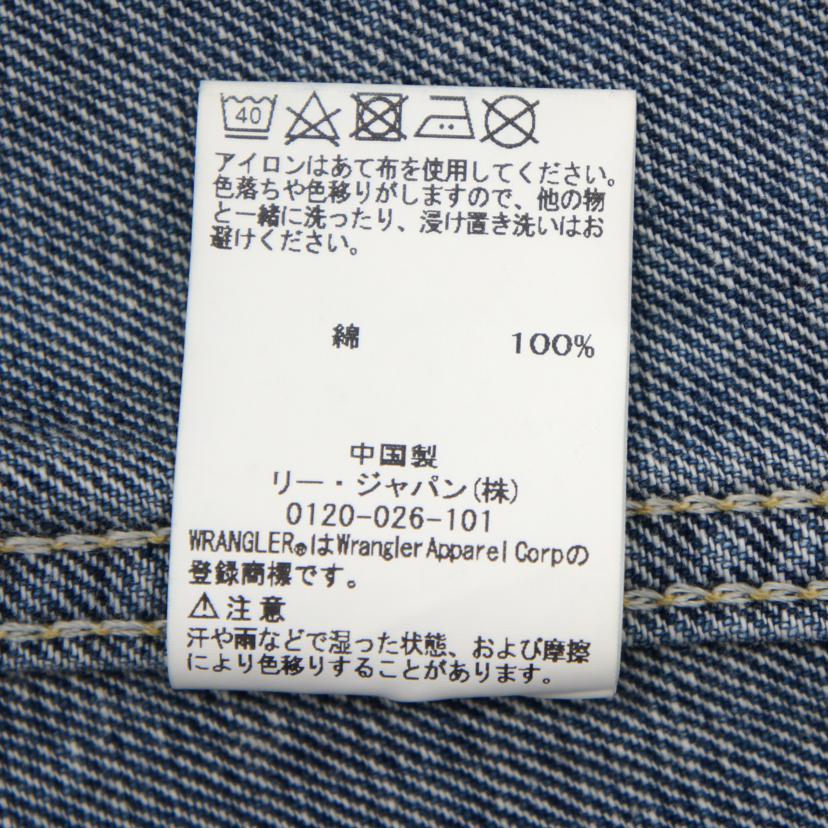 40
アイロンはあて布を使用してください。
色落ちや色移りがしますので、他の物
と一緒に洗ったり、浸け置き洗いはお
避けください。
綿 100%
中国製
リー・ジャパン(株)
0120-026-101
WRANGLER®はWrangler Apparel Corpの
登録商標です。
⚠注意
汗や雨などで湿った状態、および摩擦
により色移りすることがあります。